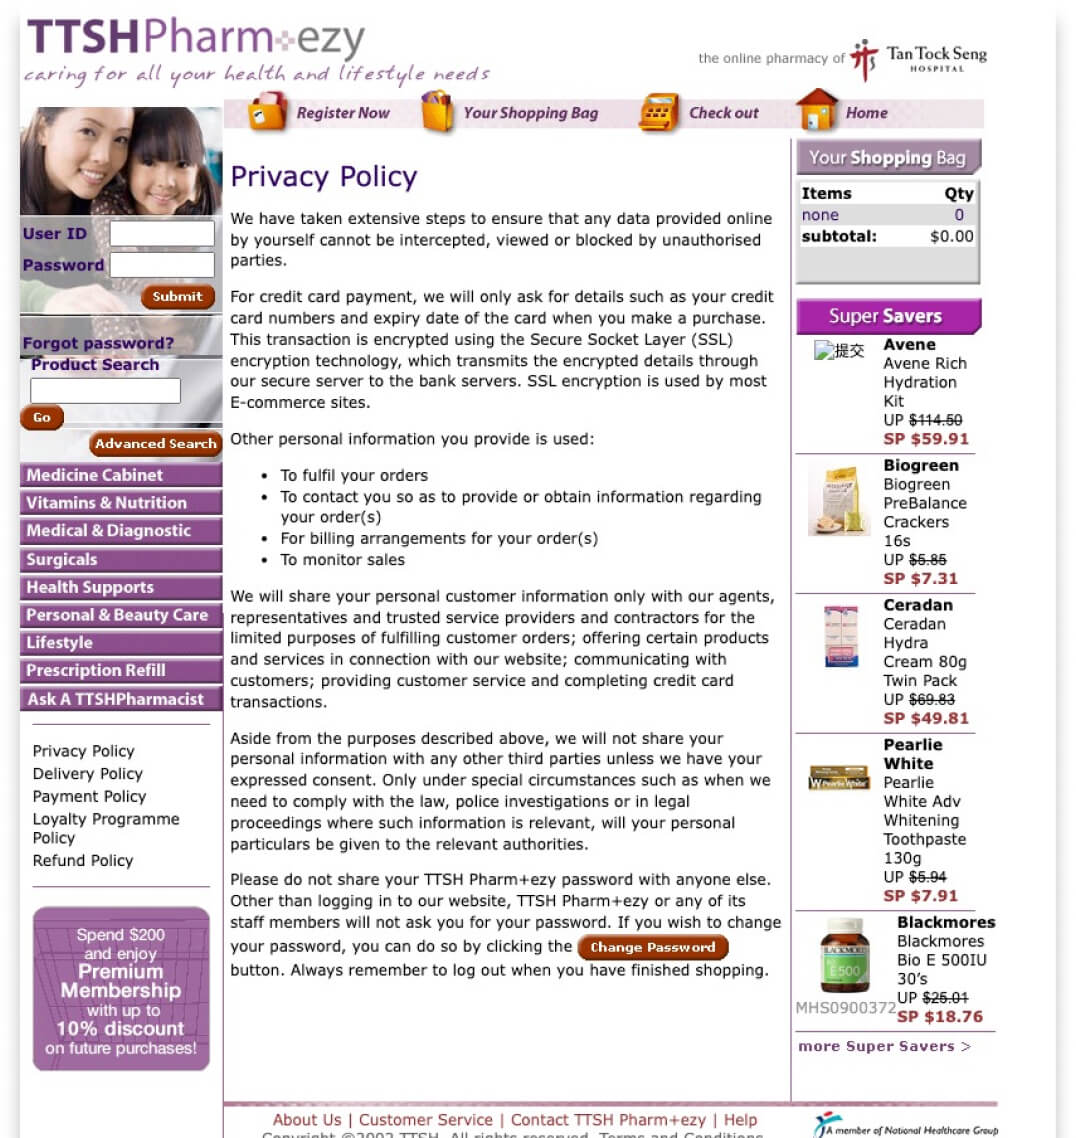 TTSHPharm+ezy
caring for all your health and lifestyle needs
the online pharmacy of
Tan Tock Seng
HOSPITAL
Register Now
Your Shopping Bag
Check out
Home
User ID
Password
Submit
Forgot password?
Product Search
Go
Advanced Search
Medicine Cabinet
Vitamins & Nutrition
Medical & Diagnostic
Surgicals
Health Supports
Personal & Beauty Care
Lifestyle
Prescription Refill
Ask A TTSHPharmacist
Privacy Policy
Delivery Policy
Payment Policy
Loyalty Programme
Policy
Refund Policy
Spend $200
and enjoy
Premium
Membership
with up to
10% discount
on future purchases!
Privacy Policy
We have taken extensive steps to ensure that any data provided online
by yourself cannot be intercepted, viewed or blocked by unauthorised
parties.
For credit card payment, we will only ask for details such as your credit
card numbers and expiry date of the card when you make a purchase.
This transaction is encrypted using the Secure Socket Layer (SSL)
encryption technology, which transmits the encrypted details through
our secure server to the bank servers. SSL encryption is used by most
E-commerce sites.
Other personal information you provide is used:
• To fulfil your orders
• To contact you so as to provide or obtain information regarding
your order(s)
• For billing arrangements for your order(s)
• To monitor sales
We will share your personal customer information only with our agents,
representatives and trusted service providers and contractors for the
limited purposes of fulfilling customer orders; offering certain products
and services in connection with our website; communicating with
customers; providing customer service and completing credit card
transactions.
Aside from the purposes described above, we will not share your
personal information with any other third parties unless we have your
expressed consent. Only under special circumstances such as when we
need to comply with the law, police investigations or in legal
proceedings where such information is relevant, will your personal
particulars be given to the relevant authorities.
Please do not share your TTSH Pharm+ezy password with anyone else.
Other than logging in to our website, TTSH Pharm+ezy or any of its
staff members will not ask you for your password. If you wish to change
your password, you can do so by clicking the Change Password
button. Always remember to log out when you have finished shopping.
Your Shopping Bag
Items Qty
none 0
subtotal: $0.00
Super Savers
提交
Avene
Avene Rich
Hydration
Kit
UP $114.50
SP $59.91
Biogreen
Biogreen
PreBalance
Crackers
16s
UP $5.85
SP $7.31
Ceradan
Ceradan
Hydra
Cream 80g
Twin Pack
UP $69.83
SP $49.81
Pearlie
White
Pearlie
White Adv
Whitening
Toothpaste
130g
UP $5.94
SP $7.91
Pearlie White
Blackmores
Blackmores
Bio E 500IU
30's
UP $25.01
SP $18.76
BLACKMORES
E500
MHS0900372
more Super Savers >
About Us | Customer Service | Contact TTSH Pharm+ezy | Help
A member of National Healthcare Group
Copyright ©2002 TTSH. All rights reserved. Terms and Conditions